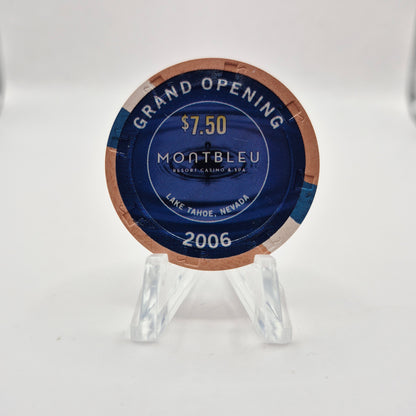 GRAND OPENING
$7.50
MONTBLEU
RESORT CASINO & SPA
LAKE TAHOE, NEVADA
2006